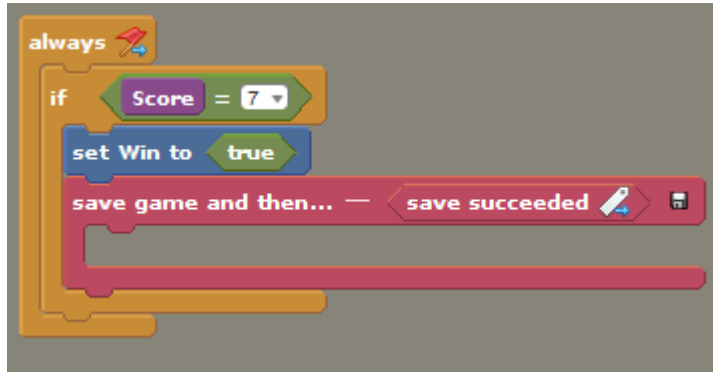 always
if Score = 7
set Win to true
save game and then... — save succeeded